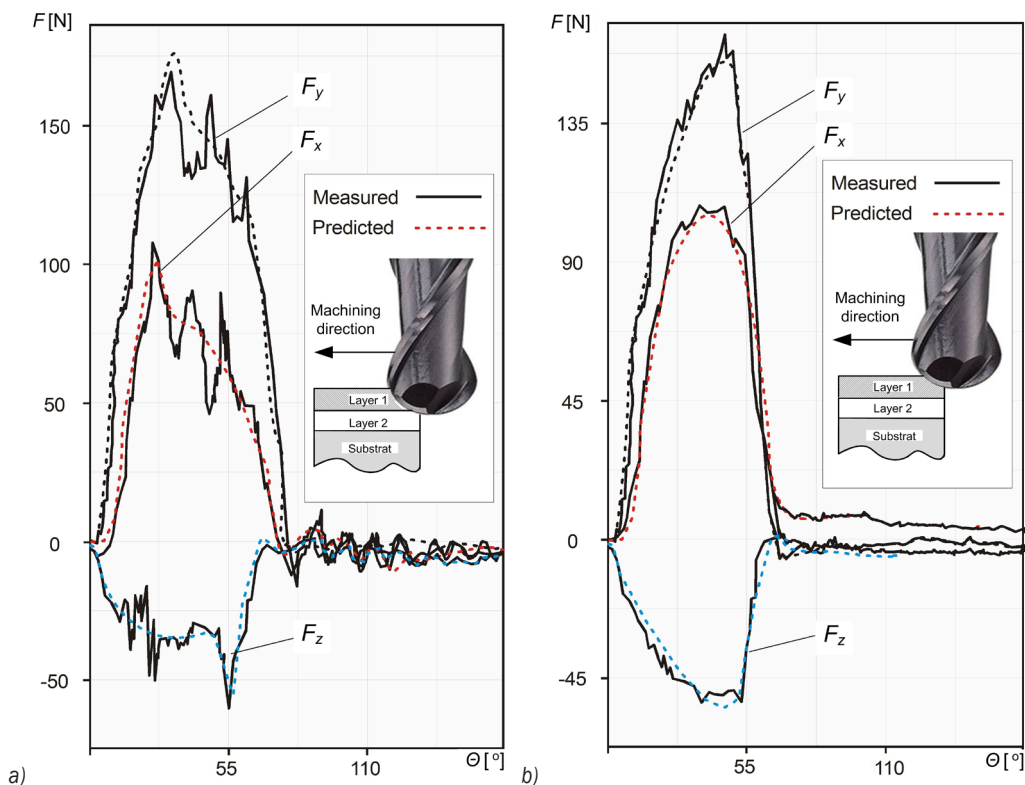 F [N]
150
100
50
0
-50
55
110
Θ [°]
Fy
Fx
Fz
Measured
Predicted
Machining
direction
Layer 1
Layer 2
Substrat
a)
F [N]
135
90
45
0
-45
55
110
Θ [°]
Fy
Fx
Fz
Measured
Predicted
Machining
direction
Layer 1
Layer 2
Substrat
b)